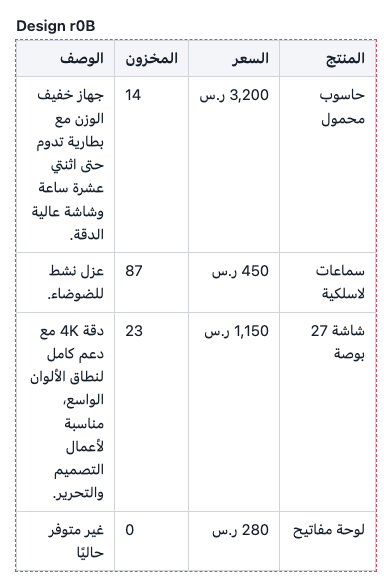 Design r0B
المنتج
السعر
المخزون
الوصف
حاسوب
محمول
3,200 ر.س
14
جهاز خفيف
الوزن مع
بطارية تدوم
حتى اثنتي
عشرة ساعة
وشاشة عالية
الدقة.
سماعات
لاسلكية
450 ر.س
87
عزل نشط
للضوضاء.
شاشة 27
بوصة
1,150 ر.س
23
دقة 4K مع
دعم كامل
لنطاق الألوان
الواسع،
مناسبة
لأعمال
التصميم
والتحرير.
لوحة مفاتيح
280 ر.س
0
غير متوفر
حاليًا